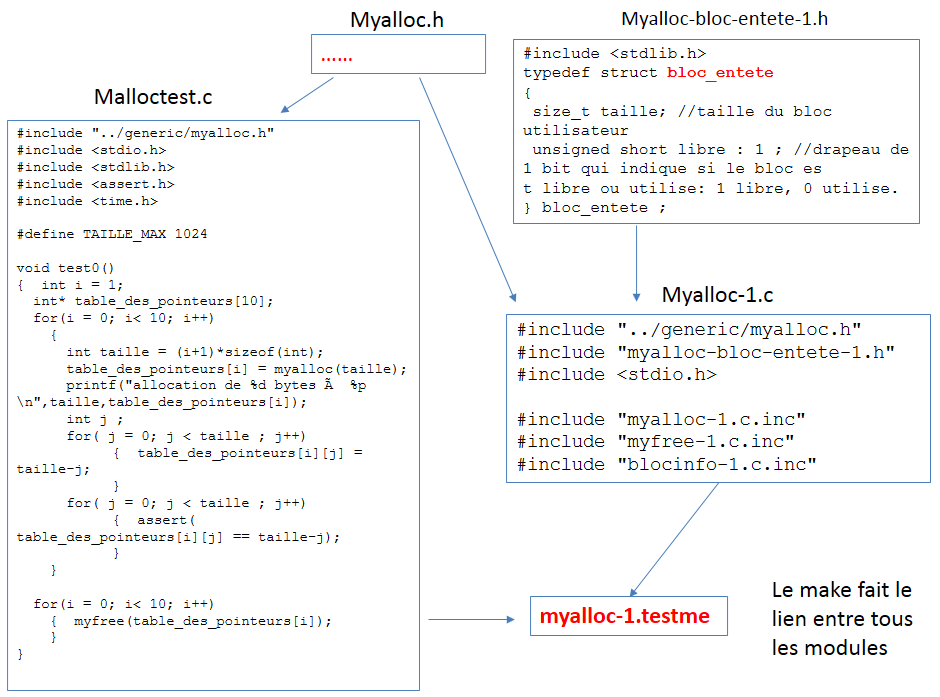 Myalloc.h
......
Myalloc-bloc-entete-1.h
#include <stdlib.h>
typedef struct bloc_entete
{
size_t taille; //taille du bloc
utilisateur
unsigned short libre : 1 ; //drapeau de
1 bit qui indique si le bloc es
t libre ou utilise: 1 libre, 0 utilise.
} bloc_entete ;
Malloctest.c
#include "../generic/myalloc.h"
#include <stdio.h>
#include <stdlib.h>
#include <assert.h>
#include <time.h>
#define TAILLE_MAX 1024
void test0()
{ int i = 1;
int* table_des_pointeurs[10];
for(i = 0; i< 10; i++)
{
int taille = (i+1)*sizeof(int);
table_des_pointeurs[i] = myalloc(taille);
printf("allocation de %d bytes Ã %p
\n",taille,table_des_pointeurs[i]);
int j ;
for( j = 0; j < taille ; j++)
{ table_des_pointeurs[i][j] =
taille-j;
}
for( j = 0; j < taille ; j++)
{ assert(
table_des_pointeurs[i][j] == taille-j);
}
}
for(i = 0; i< 10; i++)
{ myfree(table_des_pointeurs[i]);
}
}
Myalloc-1.c
#include "../generic/myalloc.h"
#include "myalloc-bloc-entete-1.h"
#include <stdio.h>
#include "myalloc-1.c.inc"
#include "myfree-1.c.inc"
#include "blocinfo-1.c.inc"
myalloc-1.testme
Le make fait le
lien entre tous
les modules